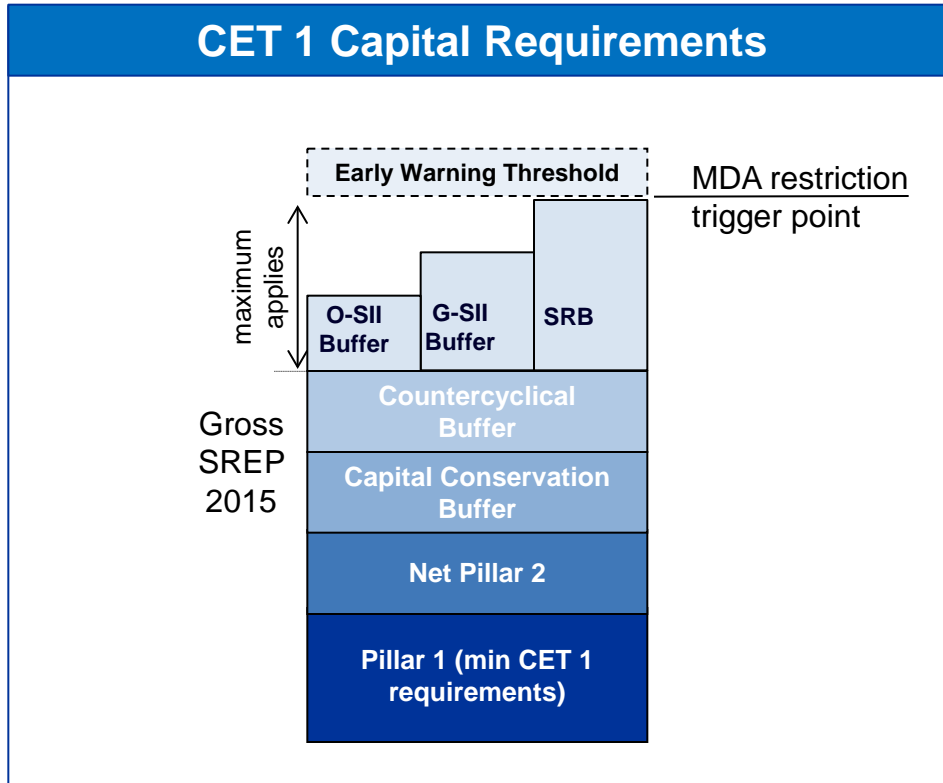 CET 1 Capital Requirements
Early Warning Threshold
MDA restriction
trigger point
maximum
applies
O-SII
Buffer
G-SII
Buffer
SRB
Countercyclical
Buffer
Gross
SREP
2015
Capital Conservation
Buffer
Net Pillar 2
Pillar 1 (min CET 1
requirements)